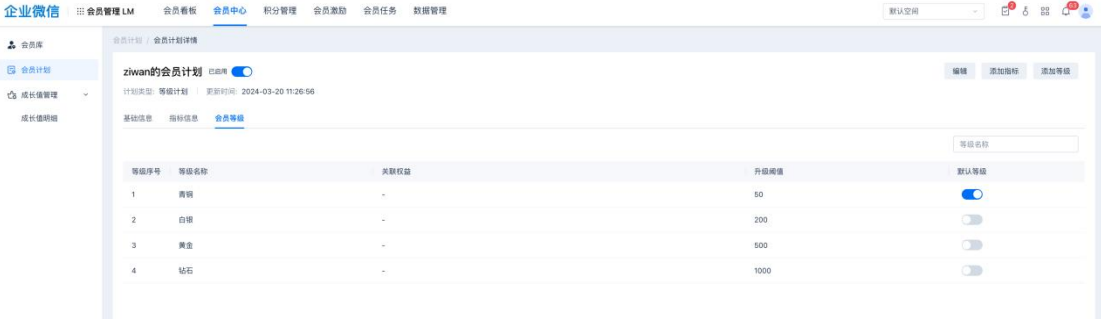 企业微信 会员管理 LM 会员看板 会员中心 积分管理 会员激励 会员任务 数据管理 默认空间 2 63
会员库
会员计划
成长值管理
成长值明细
会员计划 / 会员计划详情
ziwan的会员计划 已启用 编辑 添加指标 添加等级
计划类型: 等级计划 更新时间: 2024-03-20 11:26:56
基础信息 指标信息 会员等级
等级名称
等级序号 等级名称 关联权益 升级阈值 默认等级
1 青铜 - 50
2 白银 - 200
3 黄金 - 500
4 钻石 - 1000